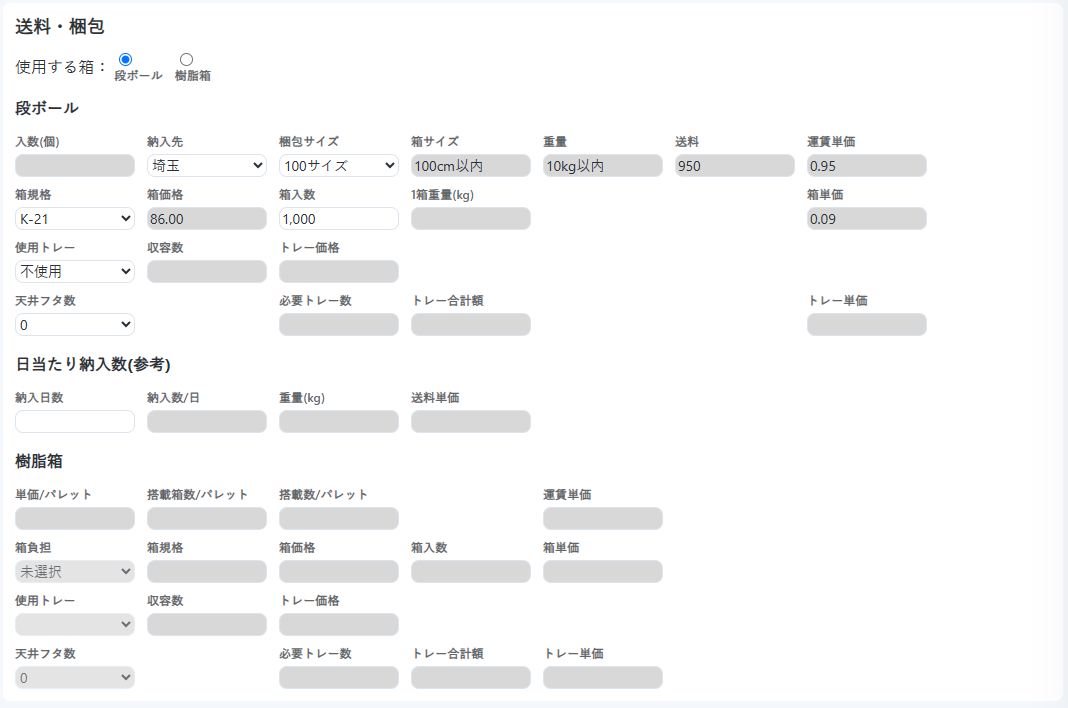 送料・梱包
使用する箱： 段ボール 樹脂箱
段ボール
入数(個) 納入先 梱包サイズ 箱サイズ 重量 送料 運賃単価
埼玉 100サイズ 100cm以内 10kg以内 950 0.95
箱規格 箱価格 箱入数 1箱重量(kg) 箱単価
K-21 86.00 1,000 0.09
使用トレー 収容数 トレー価格
不使用
天井フタ数 必要トレー数 トレー合計額 トレー単価
0
日当たり納入数(参考)
納入日数 納入数/日 重量(kg) 送料単価
樹脂箱
単価/パレット 搭載箱数/パレット 搭載数/パレット 運賃単価
箱負担 箱規格 箱価格 箱入数 箱単価
未選択
使用トレー 収容数 トレー価格
天井フタ数 必要トレー数 トレー合計額 トレー単価
0